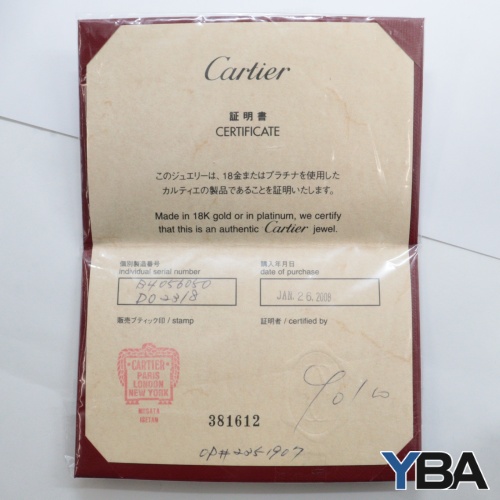 Cartier
証明書
CERTIFICATE
このジュエリーは、18金またはプラチナを使用した
カルティエの製品であることを証明いたします。
Made in 18K gold or in platinum, we certify
that this is an authentic Cartier jewel.
個別製品番号
individual serial number
購入年月日
date of purchase
B4056050
DO2318
JAN. 26. 2009
販売ブティック印 / stamp
証明者 / certified by
CARTIER
PARIS
LONDON
NEW YORK
381612
OP# 225-1907
YBA